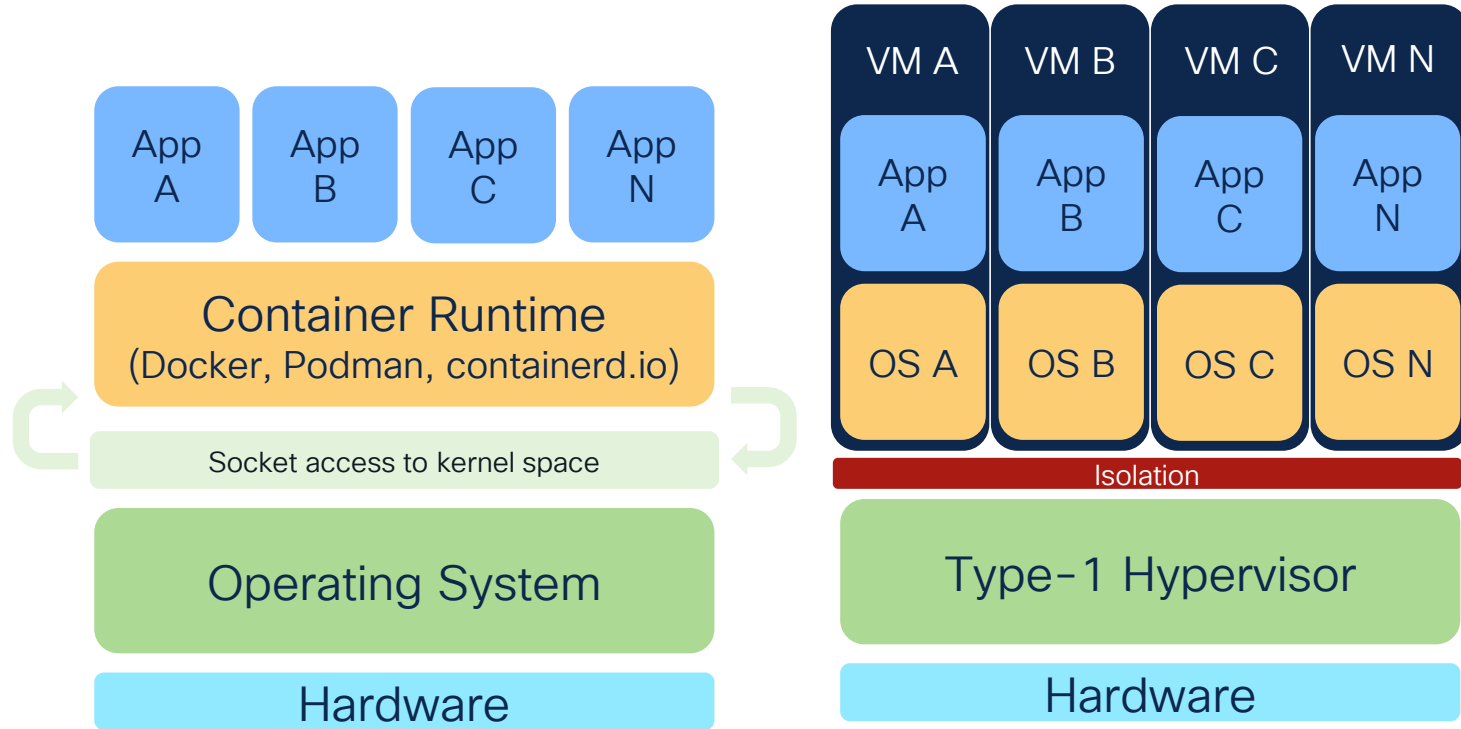 App
A
App
B
App
C
App
N
Container Runtime
(Docker, Podman, containerd.io)
Socket access to kernel space
Operating System
Hardware
VM A
VM B
VM C
VM N
App
A
App
B
App
C
App
N
OS A
OS B
OS C
OS N
Isolation
Type-1 Hypervisor
Hardware